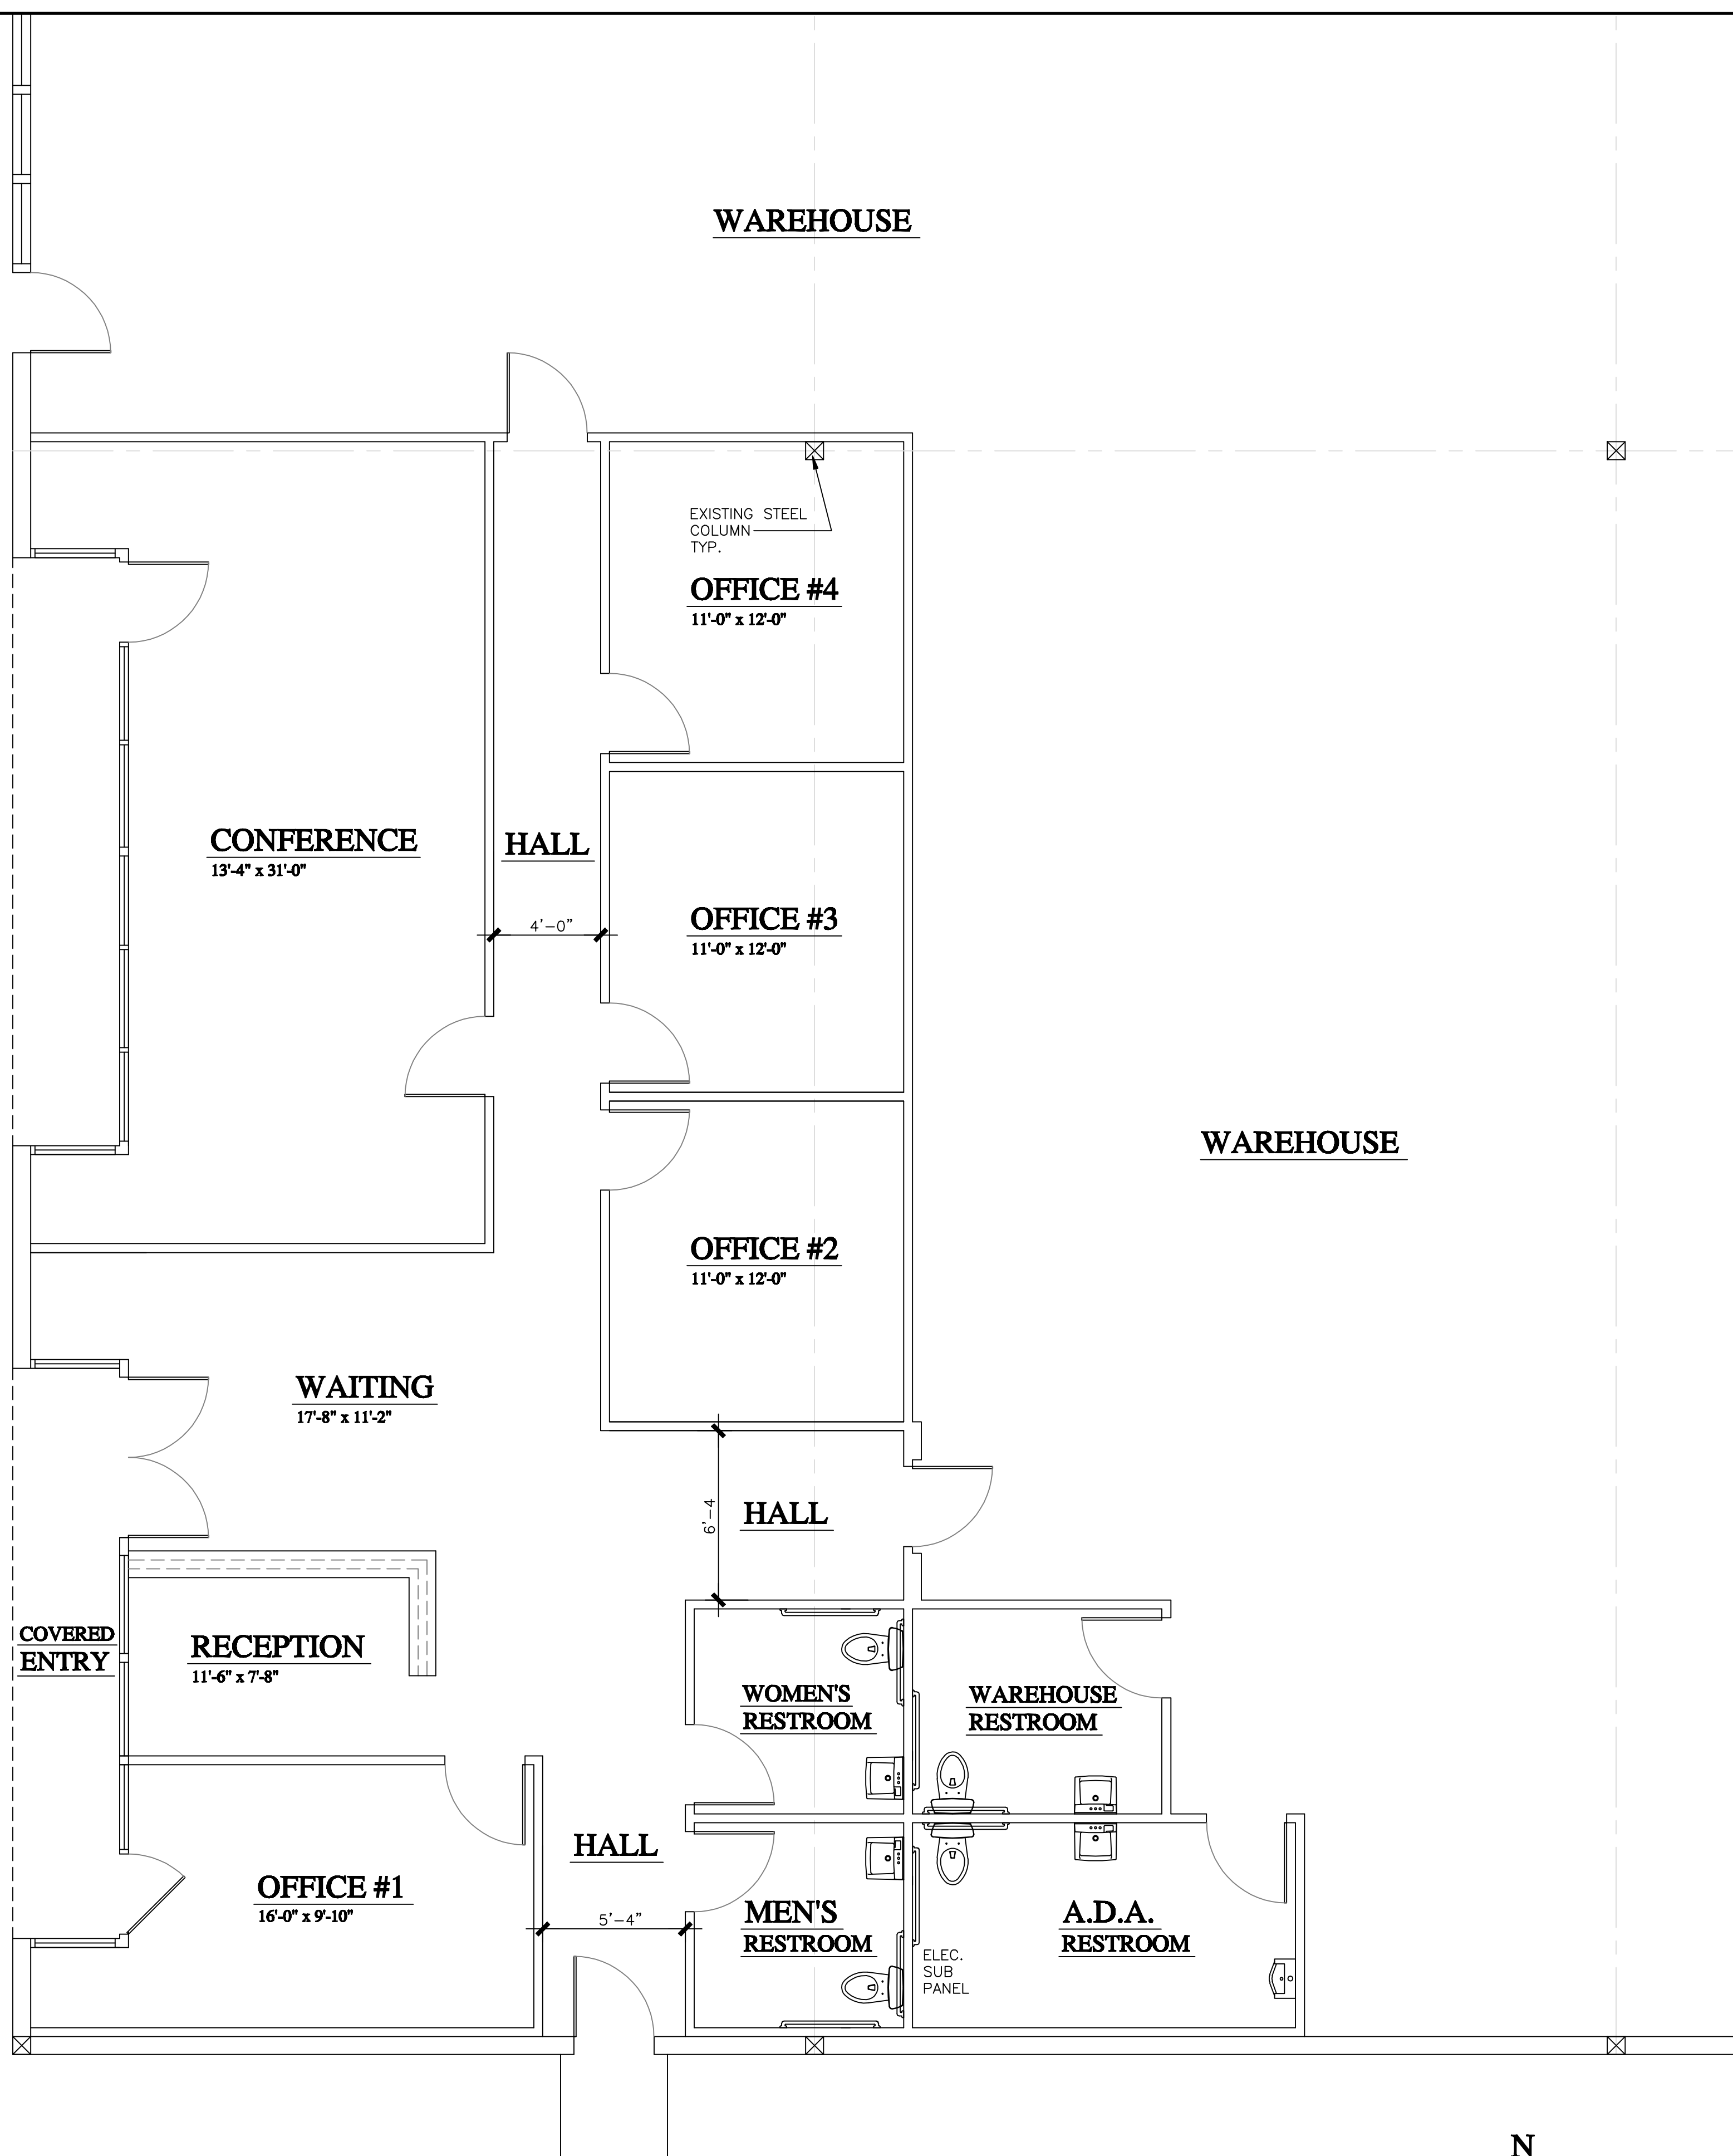 WAREHOUSE
EXISTING STEEL
COLUMN
TYP.
OFFICE #4
11'-0" x 12'-0"
CONFERENCE
13'-4" x 31'-0"
HALL
4'-0"
OFFICE #3
11'-0" x 12'-0"
WAREHOUSE
OFFICE #2
11'-0" x 12'-0"
WAITING
17'-8" x 11'-2"
6'-4
HALL
COVERED
ENTRY
RECEPTION
11'-6" x 7'-8"
WOMEN'S
RESTROOM
WAREHOUSE
RESTROOM
HALL
OFFICE #1
16'-0" x 9'-10"
5'-4"
MEN'S
RESTROOM
A.D.A.
RESTROOM
ELEC.
SUB
PANEL
N